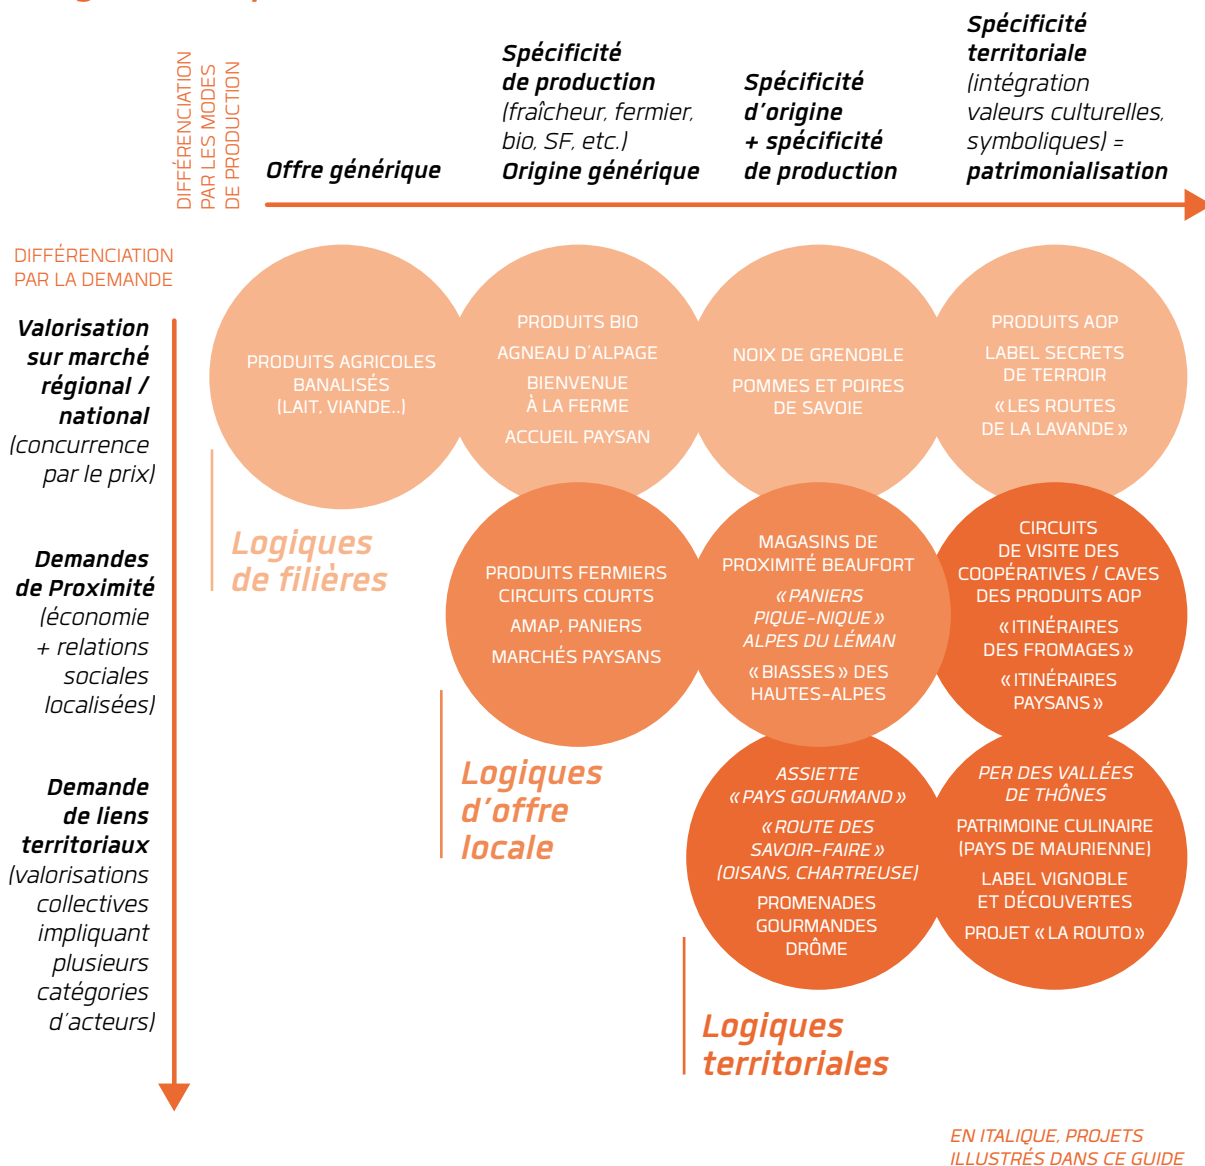 DIFFÉRENCIATION
PAR LES MODES
DE PRODUCTION
Offre générique
Spécificité
de production
(fraîcheur, fermier,
bio, SF, etc.)
Origine générique
Spécificité
d'origine
+ spécificité
de production
Spécificité
territoriale
(intégration
valeurs culturelles,
symboliques) =
patrimonialisation
DIFFÉRENCIATION
PAR LA DEMANDE
Valorisation
sur marché
régional /
national
(concurrence
par le prix)
PRODUITS AGRICOLES
BANALISÉS
(LAIT, VIANDE..)
PRODUITS BIO
AGNEAU D'ALPAGE
BIENVENUE
À LA FERME
ACCUEIL PAYSAN
NOIX DE GRENOBLE
POMMES ET POIRES
DE SAVOIE
PRODUITS AOP
LABEL SECRETS
DE TERROIR
« LES ROUTES
DE LA LAVANDE »
Logiques
de filières
Demandes
de Proximité
(économie
+ relations
sociales
localisées)
PRODUITS FERMIERS
CIRCUITS COURTS
AMAP, PANIERS
MARCHÉS PAYSANS
MAGASINS DE
PROXIMITÉ BEAUFORT
« PANIERS
PIQUE-NIQUE »
ALPES DU LÉMAN
« BIASSES » DES
HAUTES-ALPES
CIRCUITS
DE VISITE DES
COOPÉRATIVES / CAVES
DES PRODUITS AOP
« ITINÉRAIRES
DES FROMAGES »
« ITINÉRAIRES
PAYSANS »
Logiques
d'offre
locale
Demande
de liens
territoriaux
(valorisations
collectives
impliquant
plusieurs
catégories
d'acteurs)
ASSIETTE
« PAYS GOURMAND »
« ROUTE DES
SAVOIR-FAIRE »
(OISANS, CHARTREUSE)
PROMENADES
GOURMANDES
DRÔME
PER DES VALLÉES
DE THÔNES
PATRIMOINE CULINAIRE
(PAYS DE MAURIENNE)
LABEL VIGNOBLE
ET DÉCOUVERTES
PROJET « LA ROUTO »
Logiques
territoriales
EN ITALIQUE, PROJETS
ILLUSTRÉS DANS CE GUIDE